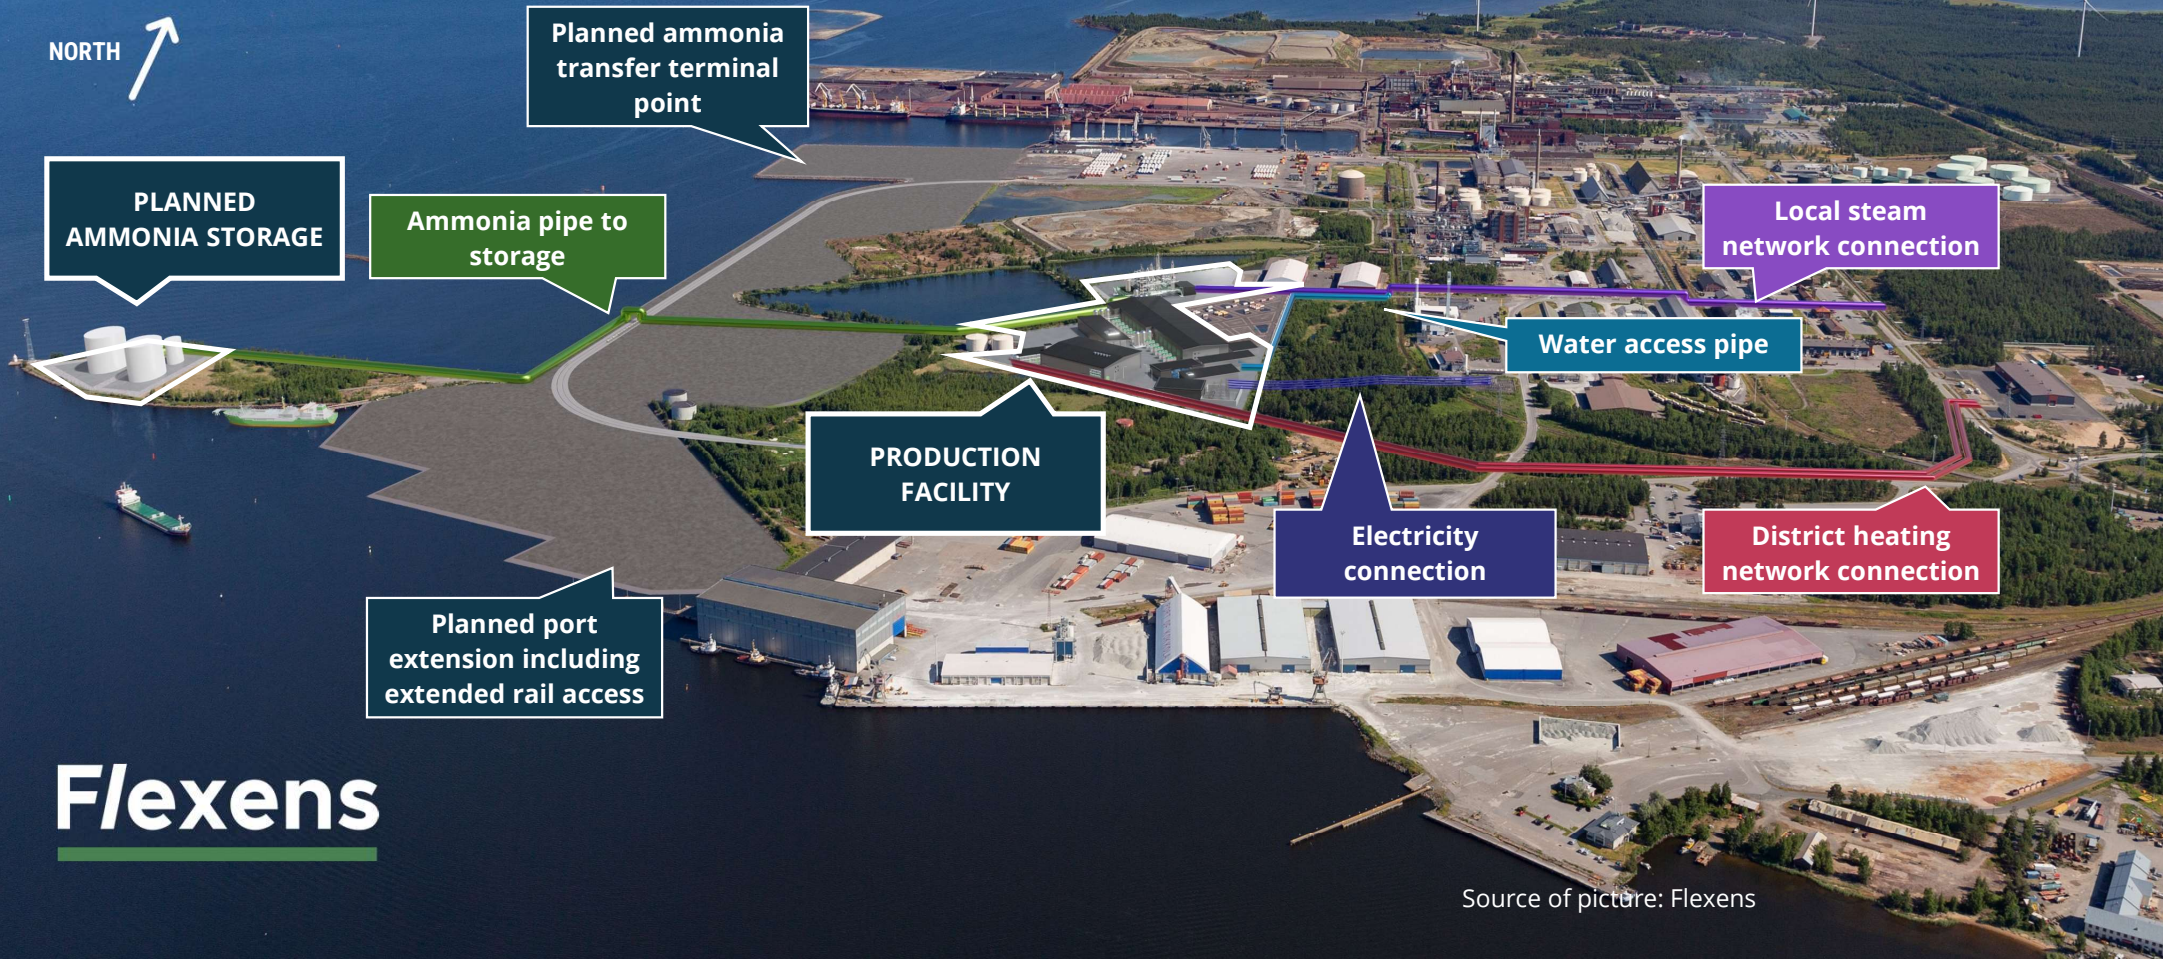 NORTH
Planned ammonia
transfer terminal
point
PLANNED
AMMONIA STORAGE
Ammonia pipe to
storage
Local steam
network connection
Water access pipe
PRODUCTION
FACILITY
Electricity
connection
District heating
network connection
Planned port
extension including
extended rail access
Flexens
Source of picture: Flexens